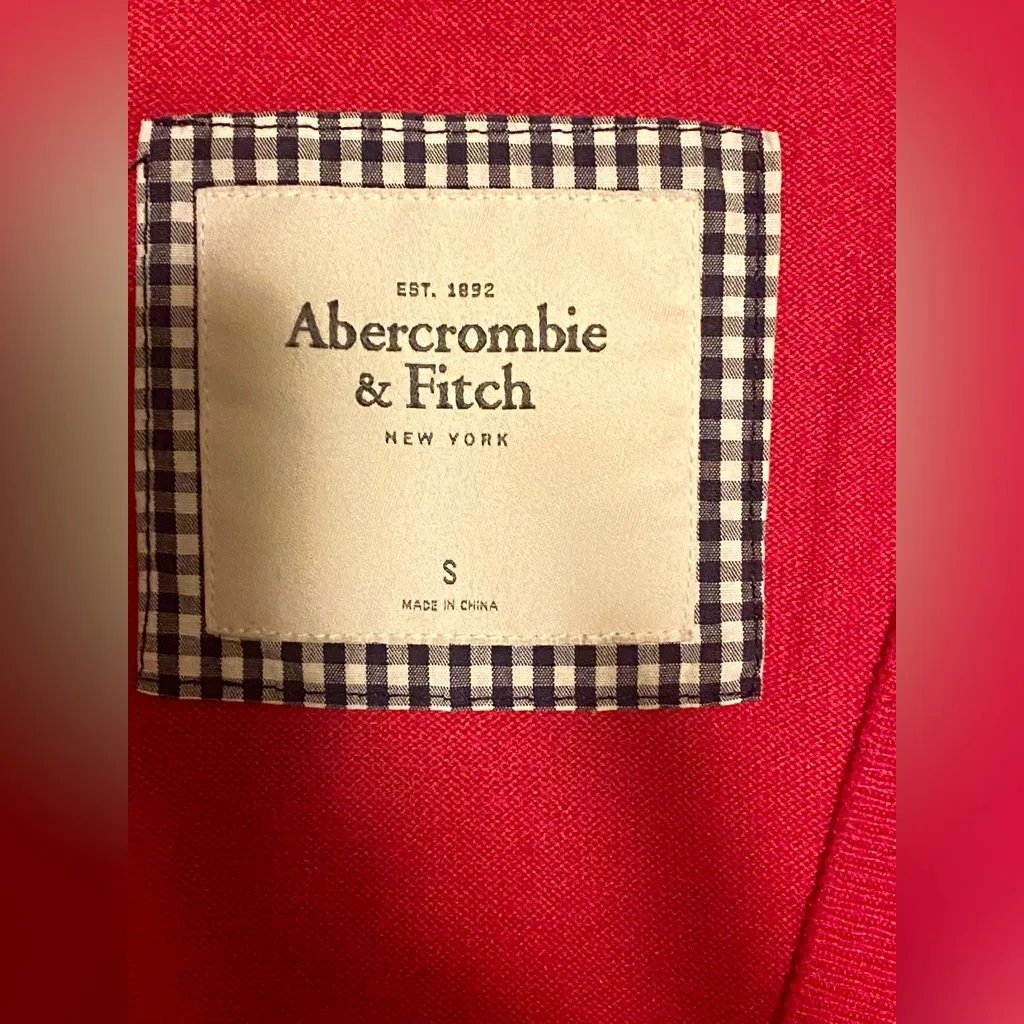 EST. 1892
Abercrombie
& Fitch
NEW YORK
S
MADE IN CHINA